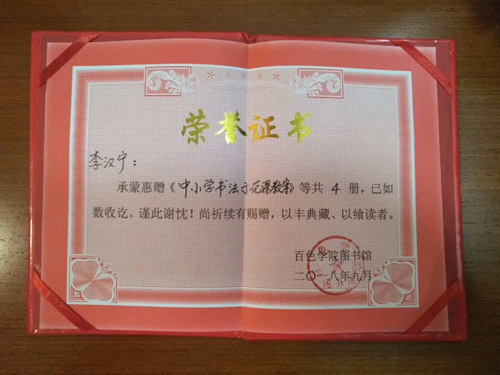 荣誉证书
李汉宁：
承蒙惠赠《中小学书法示范课教案》等共 4 册，已如
数收讫。谨此谢忱！尚祈续有赐赠，以丰典藏、以飨读者。
百色学院图书馆
二〇一八年九月